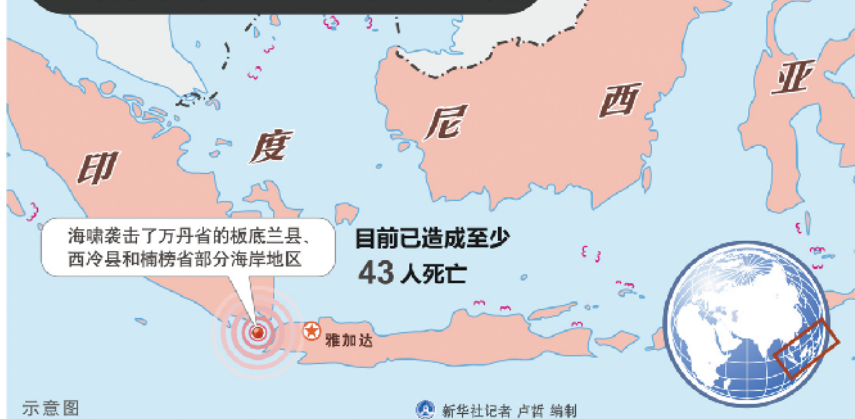 印度尼西亚
海啸袭击了万丹省的板底兰县、
西冷县和楠榜省部分海岸地区
目前已造成至少
43人死亡
雅加达
示意图
新华社记者 卢哲 编制